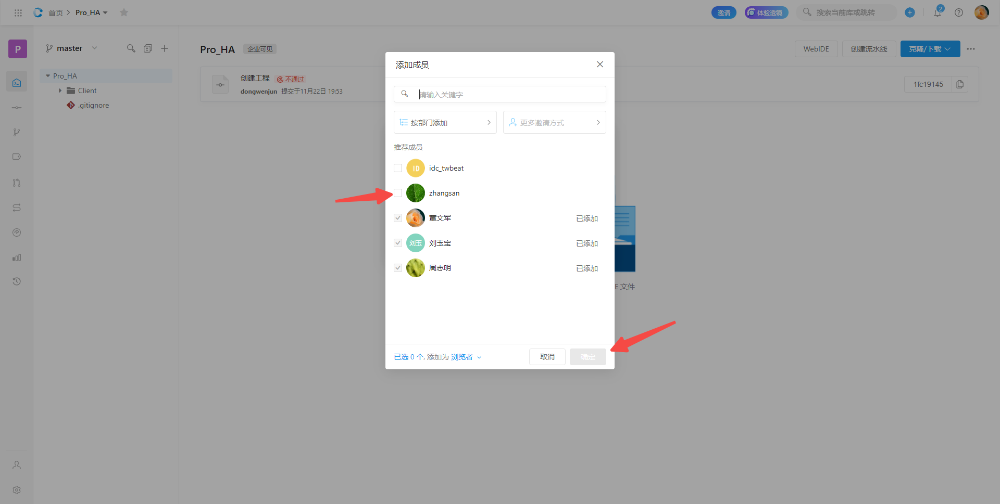 首页 > Pro_HA
邀请
体验透镜
搜索当前库或跳转
2
P
master
Pro_HA
Client
.gitignore
Pro_HA 企业可见
WebIDE
创建流水线
克隆/下载
创建工程 不通过
dongwenjun 提交于11月22日 19:53
1fc19145
添加成员
请输入关键字
按部门添加
更多邀请方式
推荐成员
ID idc_twbeat
zhangsan
董文军 已添加
刘玉 刘玉宝 已添加
周志明 已添加
E 文件
已选 0 个, 添加为 浏览者
取消
确定